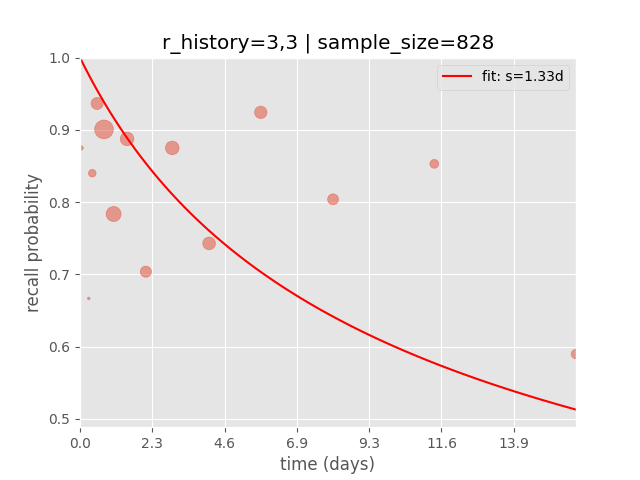 r_history=3,3 | sample_size=828
fit: s=1.33d
recall probability
1.0
0.9
0.8
0.7
0.6
0.5
0.0 2.3 4.6 6.9 9.3 11.6 13.9
time (days)